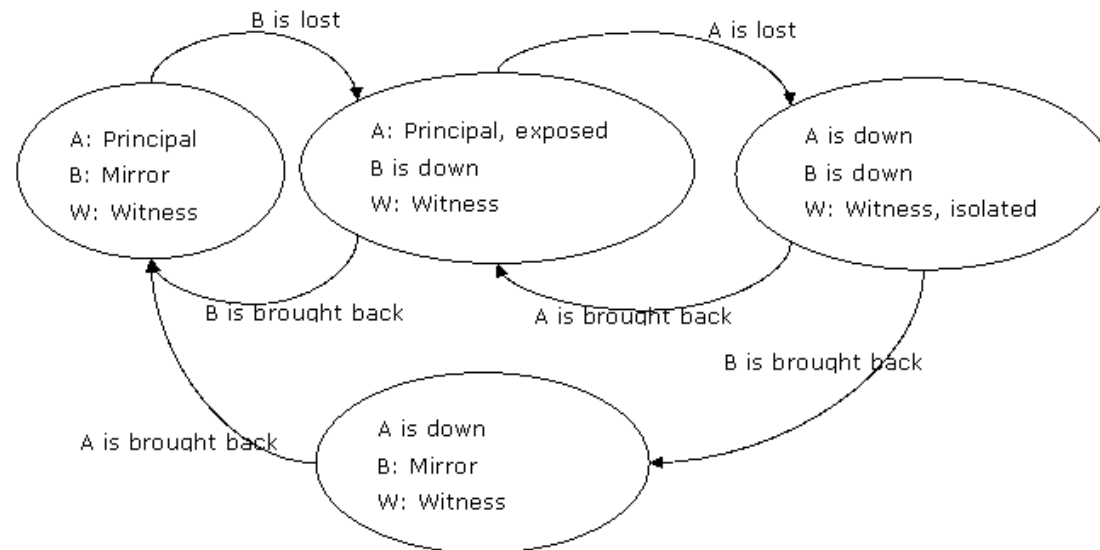 B is lost
A is lost
A: Principal
B: Mirror
W: Witness
A: Principal, exposed
B is down
W: Witness
A is down
B is down
W: Witness, isolated
B is brought back
A is brought back
B is brought back
A is brought back
A is down
B: Mirror
W: Witness